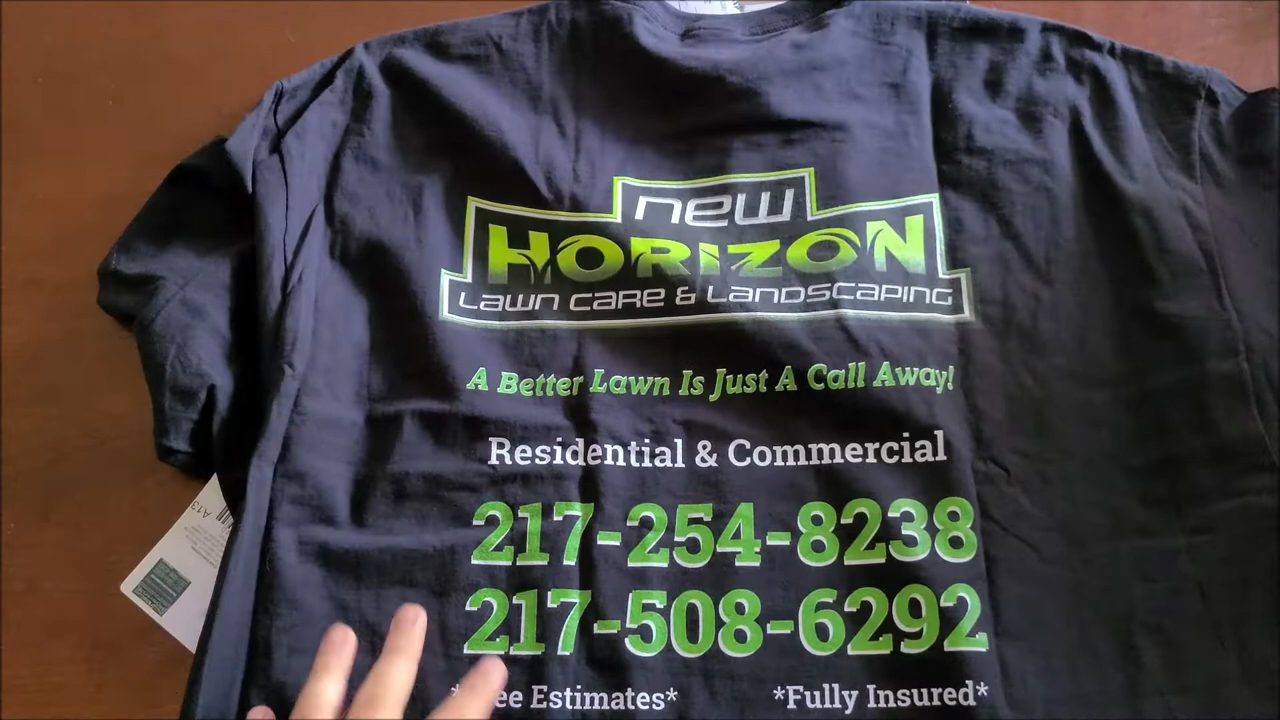 new
HORIZON
LAWN CARE & LANDSCAPING
A Better Lawn Is Just A Call Away!
Residential & Commercial
217-254-8238
217-508-6292
Estimates* *Fully Insured*
A13